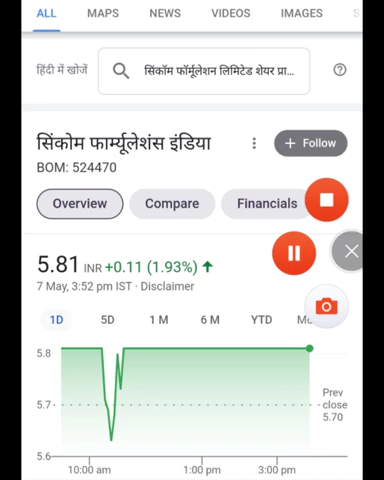 ALL MAPS NEWS VIDEOS IMAGES S
हिंदी में खोजें
सिंकॉम फॉर्मूलेशन लिमिटेड शेयर प्रा...
सिंकोम फार्म्यूलेशंस इंडिया
+ Follow
BOM: 524470
Overview Compare Financials
5.81 INR +0.11 (1.93%)
7 May, 3:52 pm IST · Disclaimer
1D 5D 1 M 6 M YTD
5.8
5.7
5.6
Prev
close
5.70
10:00 am 1:00 pm 3:00 pm